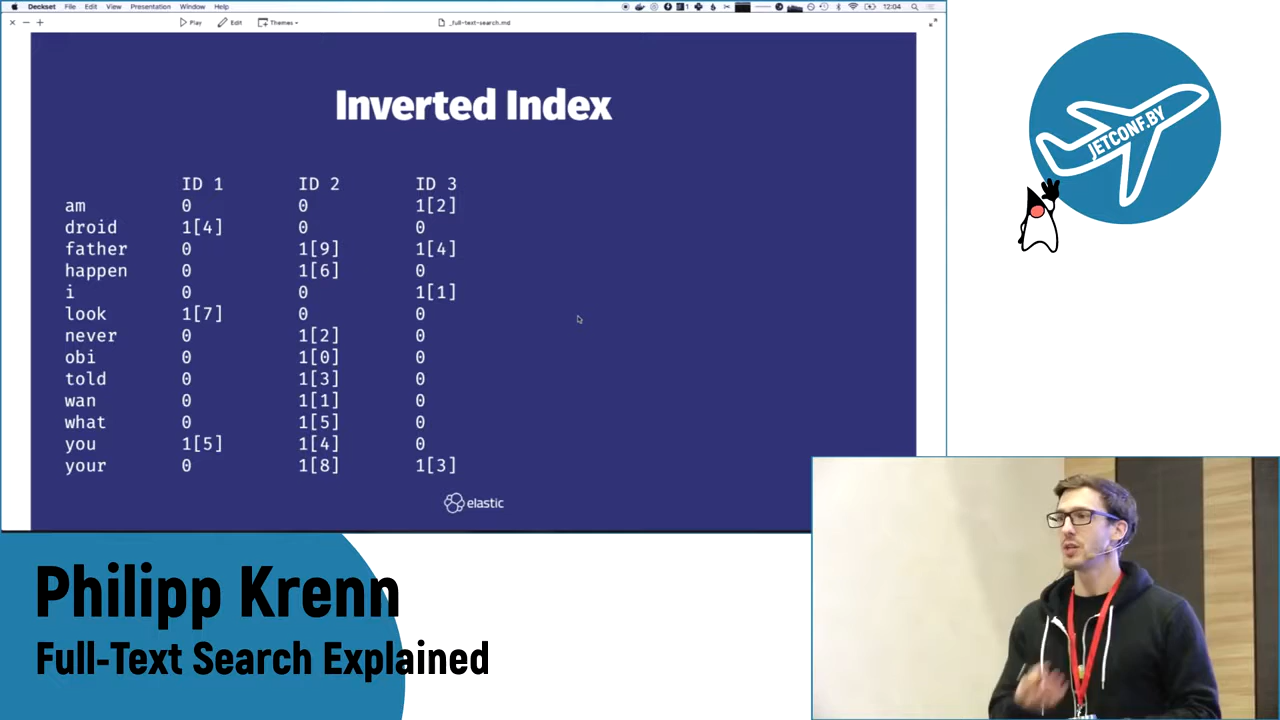 Deckset File Edit View Presentation Window Help 1 12:04
Play Edit Themes _full-text-search.md
Inverted Index
ID 1 ID 2 ID 3
am 0 0 1[2]
droid 1[4] 0 0
father 0 1[9] 1[4]
happen 0 1[6] 0
i 0 0 1[1]
look 1[7] 0 0
never 0 1[2] 0
obi 0 1[0] 0
told 0 1[3] 0
wan 0 1[1] 0
what 0 1[5] 0
you 1[5] 1[4] 0
your 0 1[8] 1[3]
elastic
JETCONF.BY
Philipp Krenn
Full-Text Search Explained